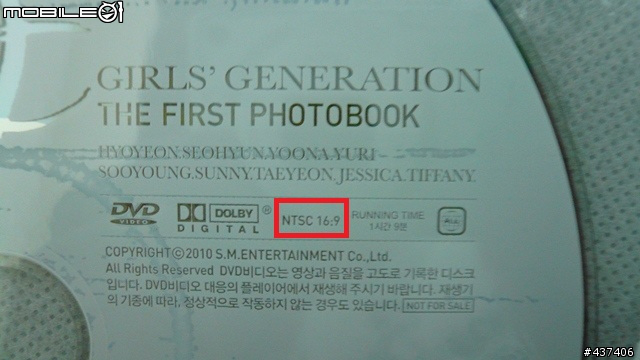 MOBILE01
GIRLS' GENERATION
THE FIRST PHOTOBOOK
HYOYEON.SEOHYUN.YOONA.YURI
SOOYOUNG.SUNNY.TAEYEON.JESSICA.TIFFANY.
DVD VIDEO DOLBY DIGITAL ® NTSC 16:9 RUNNING TIME 1시간 9분 ALL
COPYRIGHT©2010 S.M.ENTERTAINMENT Co.,Ltd.
All Rights Reserved DVD비디오는 영상과 음질을 고도로 기록한 디스크
입니다. DVD비디오 대응의 플레이어에서 재생해 주시기 바랍니다. 재생기
의 기종에 따라, 정상적으로 작동하지 않는 경우도 있습니다. NOT FOR SALE
#437406